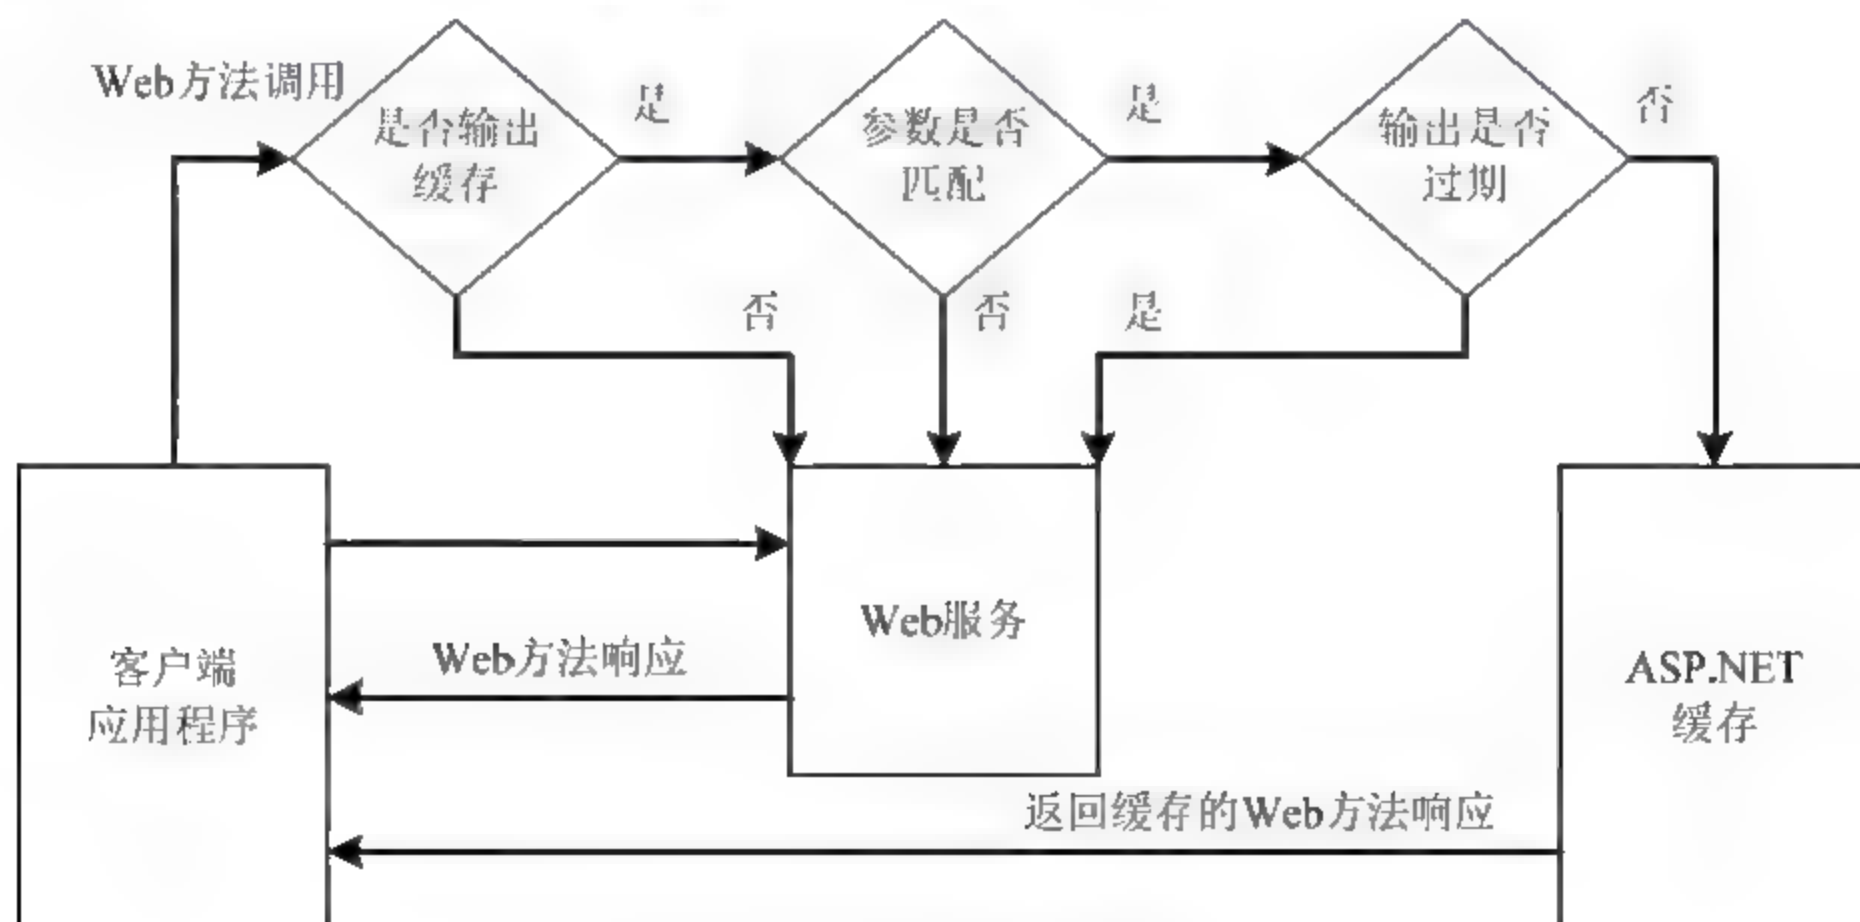 Web方法调用
是否输出
缓存
是
参数是否
匹配
是
输出是否
过期
否
否
否
是
客户端
应用程序
Web方法响应
Web服务
ASP.NET
缓存
返回缓存的Web方法响应